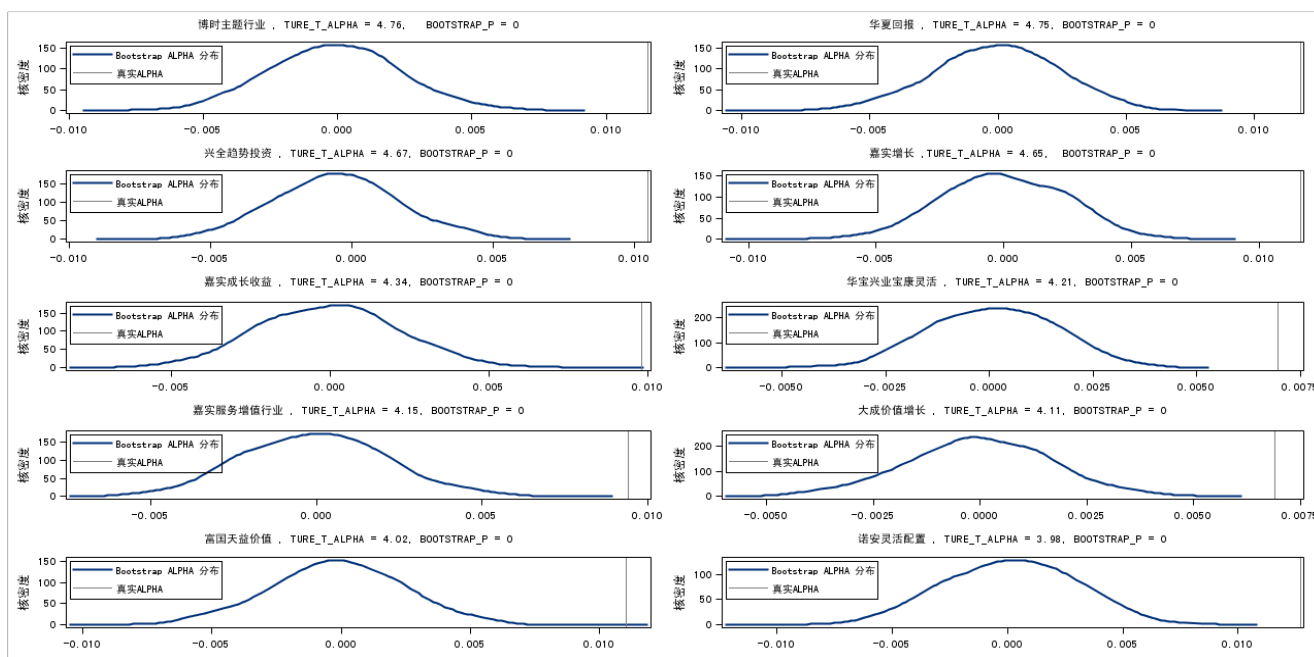 博时主题行业 , TURE_T_ALPHA = 4.76, BOOTSTRAP_P = 0
核密度
150
100
50
0
Bootstrap ALPHA 分布
真实ALPHA
-0.010 -0.005 0.000 0.005 0.010
华夏回报 , TURE_T_ALPHA = 4.75, BOOTSTRAP_P = 0
核密度
150
100
50
0
Bootstrap ALPHA 分布
真实ALPHA
-0.010 -0.005 0.000 0.005 0.010
兴全趋势投资 , TURE_T_ALPHA = 4.67, BOOTSTRAP_P = 0
核密度
150
100
50
0
Bootstrap ALPHA 分布
真实ALPHA
-0.010 -0.005 0.000 0.005 0.010
嘉实增长 ,TURE_T_ALPHA = 4.65, BOOTSTRAP_P = 0
核密度
150
100
50
0
Bootstrap ALPHA 分布
真实ALPHA
-0.010 -0.005 0.000 0.005 0.010
嘉实成长收益 , TURE_T_ALPHA = 4.34, BOOTSTRAP_P = 0
核密度
150
100
50
0
Bootstrap ALPHA 分布
真实ALPHA
-0.005 0.000 0.005 0.010
华宝兴业宝康灵活 , TURE_T_ALPHA = 4.21, BOOTSTRAP_P = 0
核密度
200
100
0
Bootstrap ALPHA 分布
真实ALPHA
-0.0050 -0.0025 0.0000 0.0025 0.0050 0.0075
嘉实服务增值行业 , TURE_T_ALPHA = 4.15, BOOTSTRAP_P = 0
核密度
150
100
50
0
Bootstrap ALPHA 分布
真实ALPHA
-0.005 0.000 0.005 0.010
大成价值增长 , TURE_T_ALPHA = 4.11, BOOTSTRAP_P = 0
核密度
200
100
0
Bootstrap ALPHA 分布
真实ALPHA
-0.0050 -0.0025 0.0000 0.0025 0.0050 0.0075
富国天益价值 , TURE_T_ALPHA = 4.02, BOOTSTRAP_P = 0
核密度
150
100
50
0
Bootstrap ALPHA 分布
真实ALPHA
-0.010 -0.005 0.000 0.005 0.010
诺安灵活配置 , TURE_T_ALPHA = 3.98, BOOTSTRAP_P = 0
核密度
100
50
0
Bootstrap ALPHA 分布
真实ALPHA
-0.010 -0.005 0.000 0.005 0.010